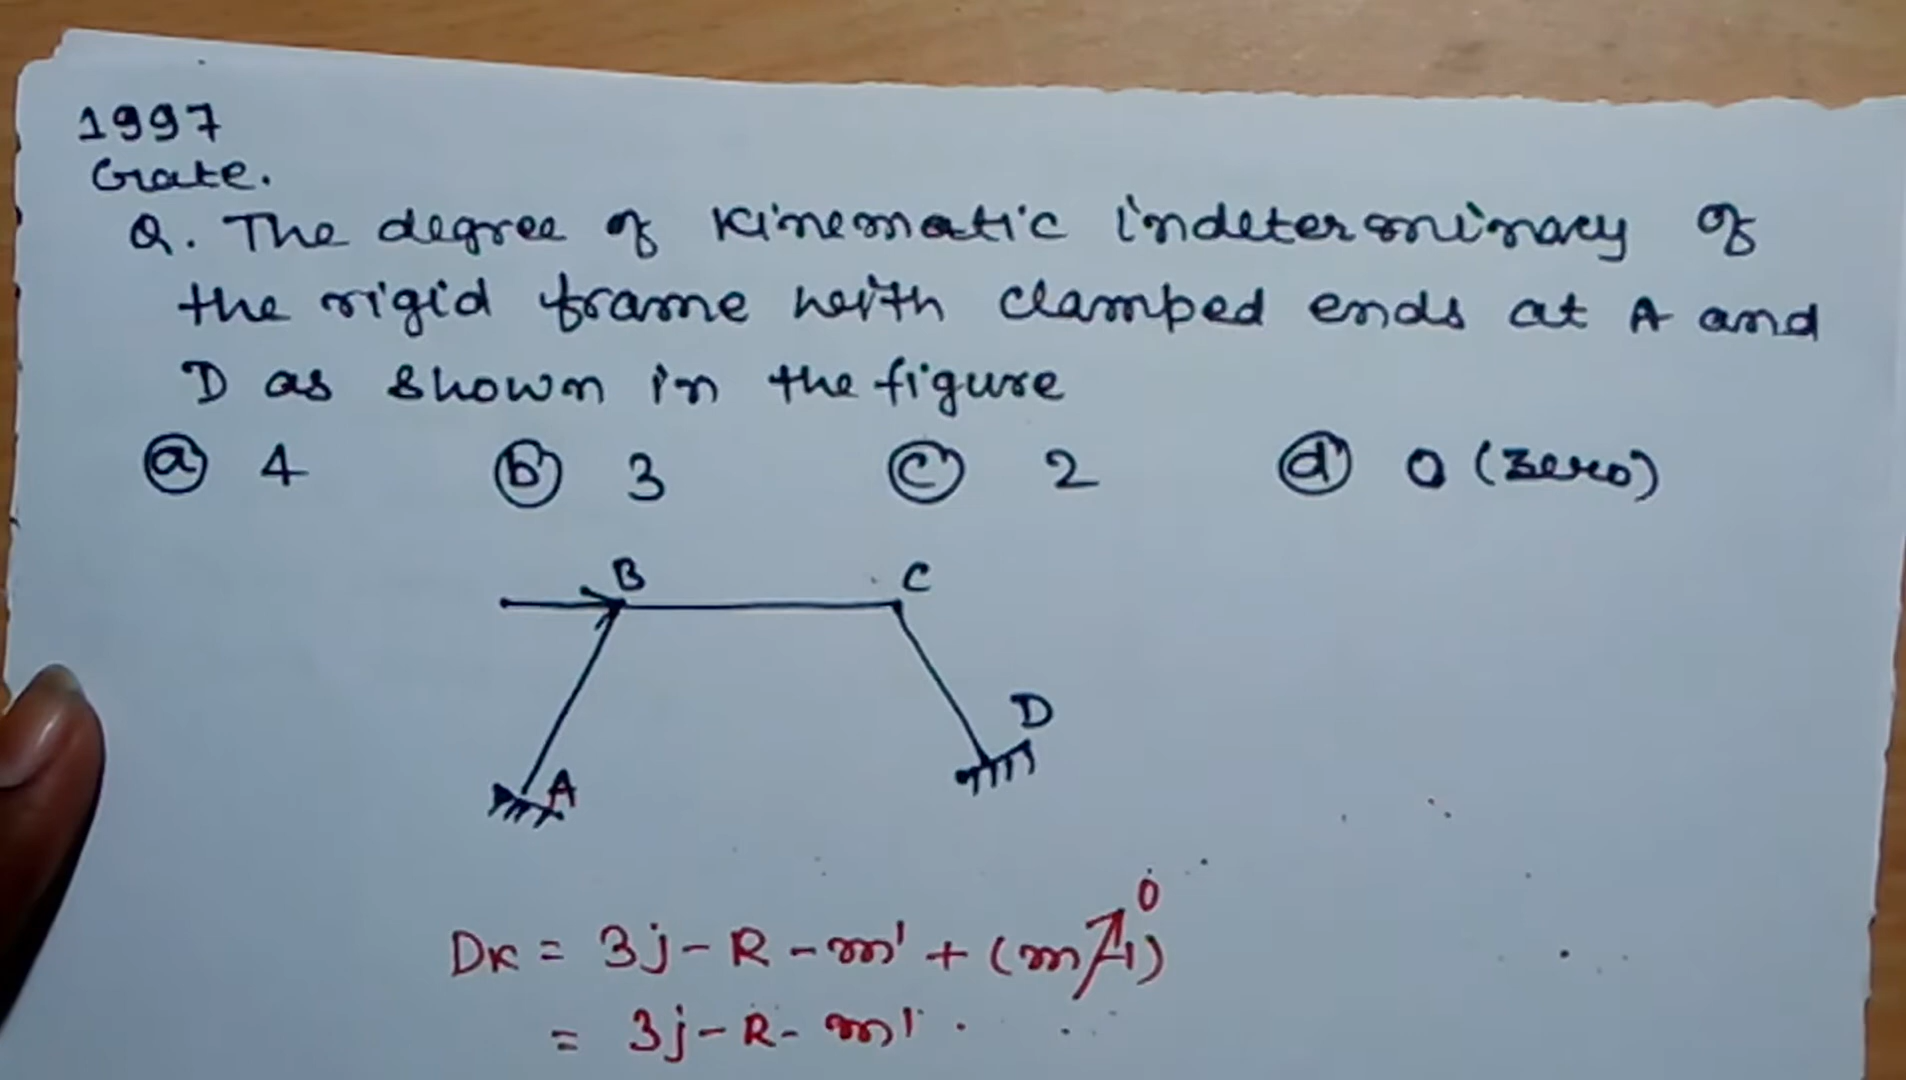 1997
Gate.
Q. The degree of Kinematic indeterminacy of
the rigid frame with clamped ends at A and
D as shown in the figure
(a) 4 (b) 3 (c) 2 (d) 0 (zero)
B C
D
A
0
Dk = 3j - R - m' + (m-1)
= 3j - R - m' .